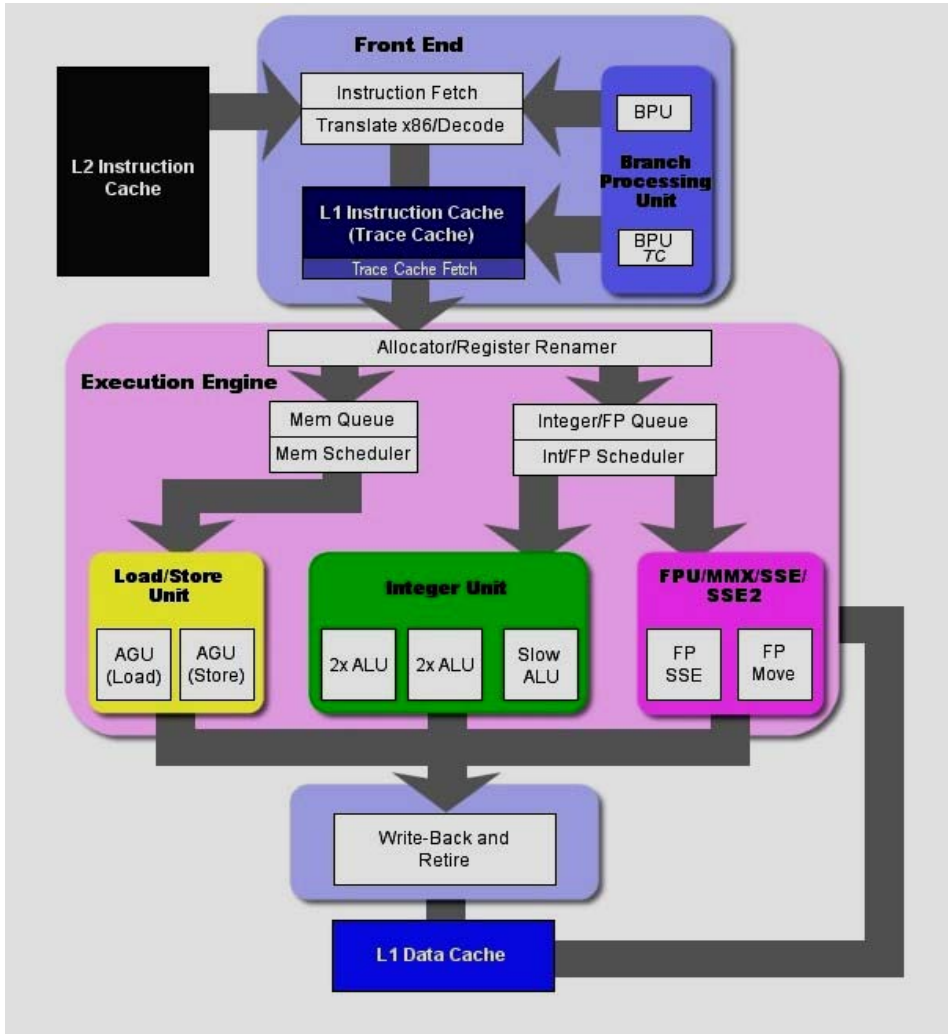 Front End
Instruction Fetch
Translate x86/Decode
BPU
Branch
Processing
Unit
BPU
TC
L2 Instruction
Cache
L1 Instruction Cache
(Trace Cache)
Trace Cache Fetch
Allocator/Register Renamer
Execution Engine
Mem Queue
Mem Scheduler
Integer/FP Queue
Int/FP Scheduler
Load/Store
Unit
AGU
(Load)
AGU
(Store)
Integer Unit
2x ALU
2x ALU
Slow
ALU
FPU/MMX/SSE/
SSE2
FP
SSE
FP
Move
Write-Back and
Retire
L1 Data Cache